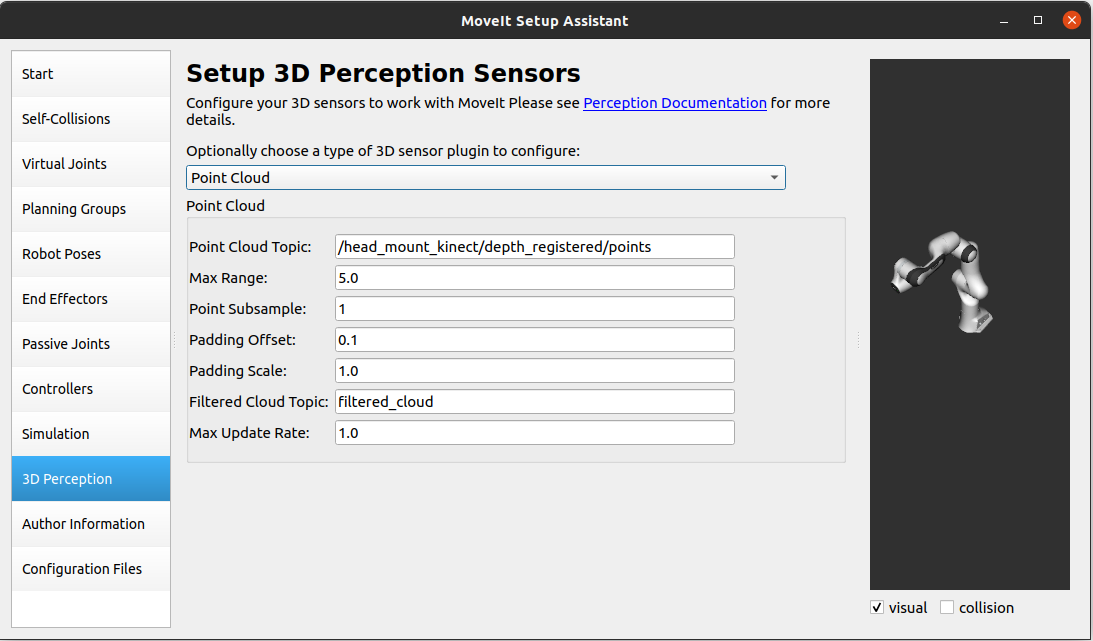 MoveIt Setup Assistant
Start
Self-Collisions
Virtual Joints
Planning Groups
Robot Poses
End Effectors
Passive Joints
Controllers
Simulation
3D Perception
Author Information
Configuration Files
Setup 3D Perception Sensors
Configure your 3D sensors to work with MoveIt Please see Perception Documentation for more
details.
Optionally choose a type of 3D sensor plugin to configure:
Point Cloud
Point Cloud
Point Cloud Topic: /head_mount_kinect/depth_registered/points
Max Range: 5.0
Point Subsample: 1
Padding Offset: 0.1
Padding Scale: 1.0
Filtered Cloud Topic: filtered_cloud
Max Update Rate: 1.0
visual collision